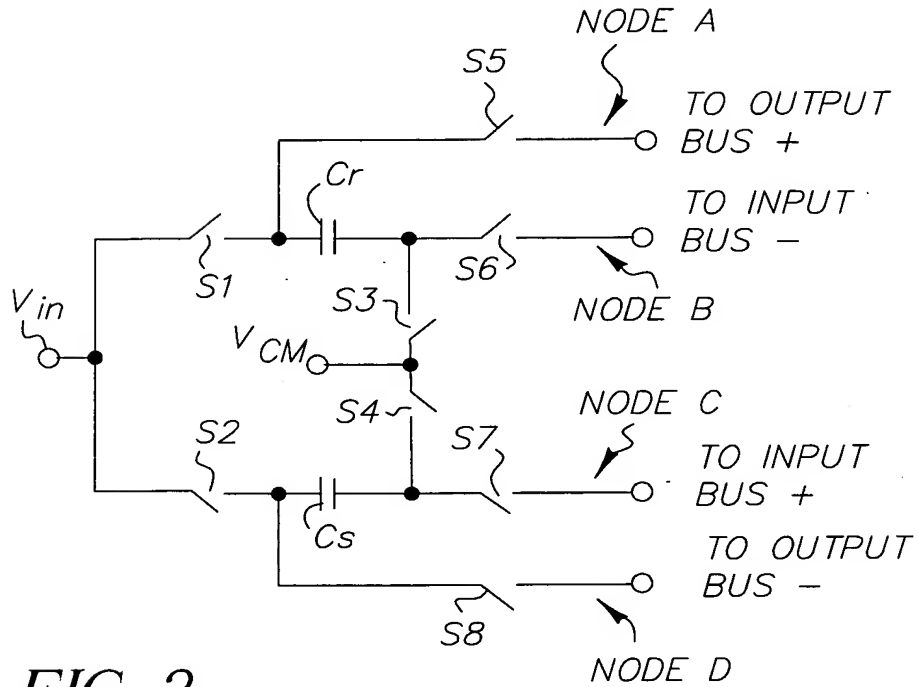 NODE A
S5
TO OUTPUT
BUS +
Cr
TO INPUT
BUS –
S1
S6
NODE B
S3
Vin
VCM
S4
NODE C
S2
S7
TO INPUT
BUS +
Cs
TO OUTPUT
BUS –
S8
NODE D
FIG. 2